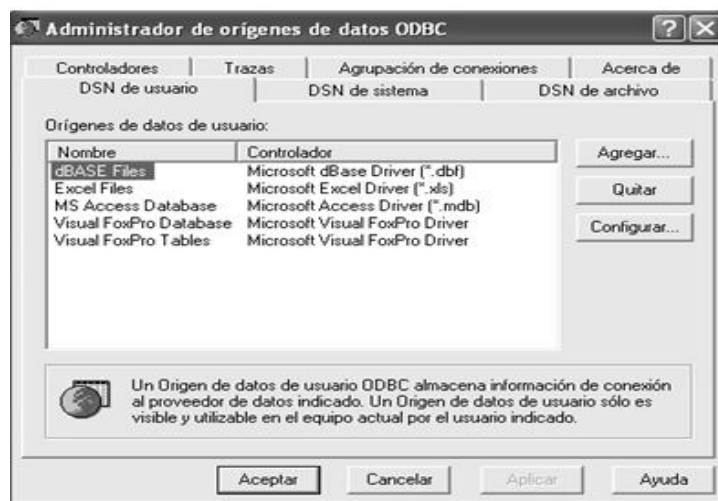 Administrador de orígenes de datos ODBC
Controladores Trazas Agrupación de conexiones Acerca de
DSN de usuario DSN de sistema DSN de archivo
Orígenes de datos de usuario:
Nombre Controlador
dBASE Files Microsoft dBase Driver (*.dbf)
Excel Files Microsoft Excel Driver (*.xls)
MS Access Database Microsoft Access Driver (*.mdb)
Visual FoxPro Database Microsoft Visual FoxPro Driver
Visual FoxPro Tables Microsoft Visual FoxPro Driver
Agregar...
Quitar
Configurar...
Un Origen de datos de usuario ODBC almacena información de conexión
al proveedor de datos indicado. Un Origen de datos de usuario sólo es
visible y utilizable en el equipo actual por el usuario indicado.
Aceptar Cancelar Aplicar Ayuda